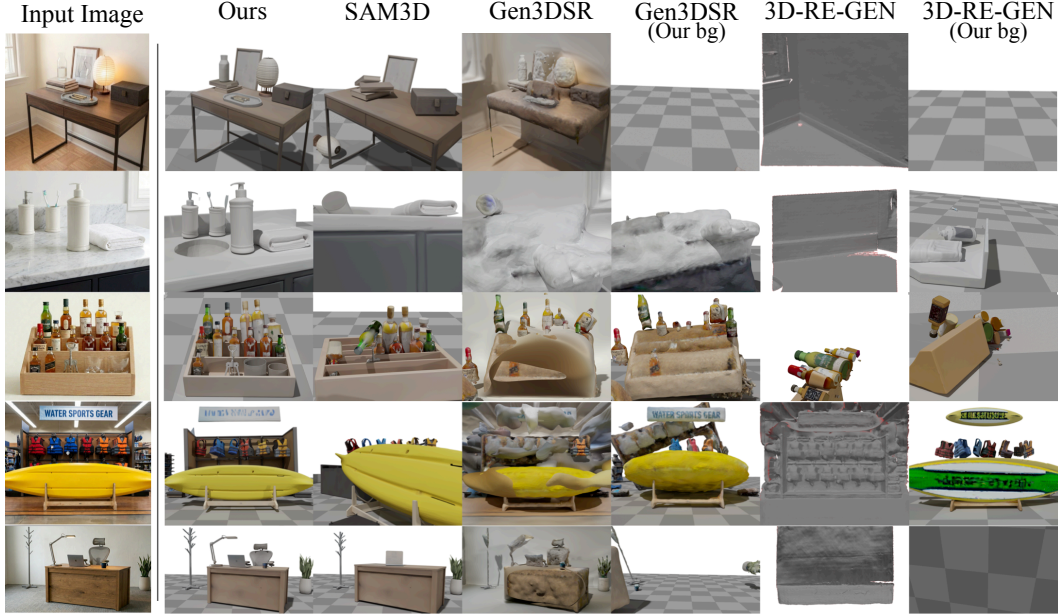 Input Image
Ours
SAM3D
Gen3DSR
Gen3DSR
(Our bg)
3D-RE-GEN
3D-RE-GEN
(Our bg)
WATER SPORTS GEAR
WATER SPORTS GEAR